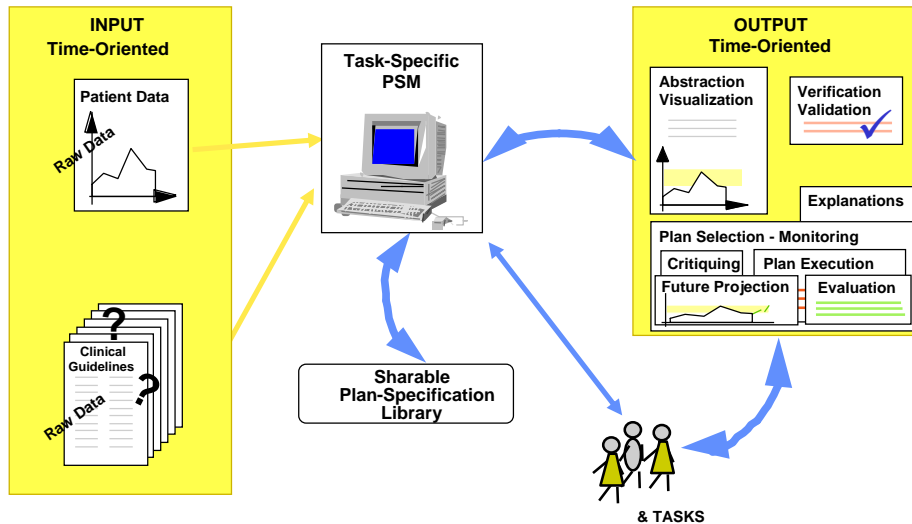 INPUT
Time-Oriented
Patient Data
Raw Data
Clinical
Guidelines
Raw Data
?
?
Task-Specific
PSM
Sharable
Plan-Specification
Library
OUTPUT
Time-Oriented
Abstraction
Visualization
Verification
Validation
Explanations
Plan Selection - Monitoring
Critiquing
Plan Execution
Future Projection
Evaluation
& TASKS